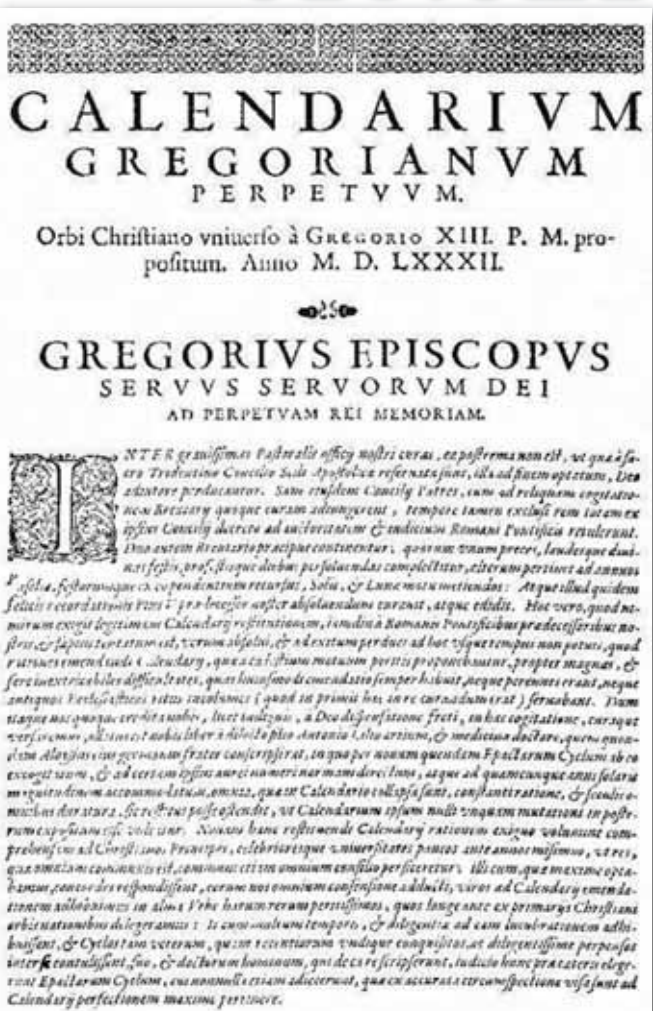 CALENDARIVM
GREGORIANVM
PERPETVVM.
Orbi Chriſtiano vniuerſo à GREGORIO XIII. P. M. pro-
poſitum. Anno M. D. LXXXII.
GREGORIVS EPISCOPVS
SERVVS SERVORVM DEI
AD PERPETVAM REI MEMORIAM.
INTER grauiſſimas Paſtoralis officij noſtri curas, ea poſtrema non eſt, vt quæ à ſa-
cro Tridentino Concilio Sedi Apoſtolicæ reſeruata ſunt, illa ad finem optatum, Deo
adiutore perducantur. Sane eiuſdem Concilij Patres, cum ad reliquam cogitatio-
nem Breuiarij quoque curam adiungerent, tempore tamen excluſi rem totam ex
ipſius Concilij decreto ad auctoritatem & iudicium Romani Pontificis retulerunt.
Duo autem Breuiario præcipue continentur, quorum vnum preces, laudeſque diui-
nas feſtis, profeſtiſque diebus perſoluendas complectitur, alterum pertinet ad annuos
Paſchæ, feſtorumque ex eo pendentium recurſus, Solis, & Lunæ motu metiendos: Atque illud quidem
felicis recordationis Pius V prædeceſſor noſter abſoluendum curauit, atque edidit. Hoc vero, quod ni-
mirum exigit legitimam Calendarij reſtitutionem, iamdiu a Romanis Pontificibus prædeceſſoribus no-
ſtris, & ſæpius tentatum eſt, verum abſolui, & ad exitum perduci ad hoc vſque tempus non potuit, quod
rationes emendandi Calendarij, quæ a cæleſtium motuum peritis proponebantur, propter magnas, &
fere inextricabiles difficultates, quas huiuſmodi emendatio ſemper habuit, neque perennes erant, neque
antiquos Eccleſiaſticos ritus incolumes (quod in primis hac in re curandum erat) ſeruabant. Dum
itaque nos quoque credita nobis, licet indignis, a Deo diſpenſatione freti, in hac cogitatione, curaque
verſaremur, allatus eſt nobis liber a dilecto filio Antonio Lilio artium, & medicinæ doctore, quem quon-
dam Aloyſius eius germanus frater conſcripſerat, in quo per nouum quendam Epactarum Cyclum ab eo
excogitatum, & ad certam ipſius aurei numeri normam directum, atque ad quamcunque anni ſolaris
magnitudinem accommodatum, omnia, quæ in Calendario collapſa ſunt, conſtanti ratione, & ſæculis o-
mnibus duratura, ſic reſtitui poſſe oſtendit, vt Calendarium ipſum nulli vnquam mutationi in poſte-
rum expoſitum eſſe videatur. Nouam hanc reſtituendi Calendarij rationem exiguo volumine com-
prehenſam ad Chriſtianos Principes, celebrioreſque vniuerſitates paucos ante annos miſimus, vt res,
quæ omnium communis eſt, communi etiam omnium conſilio perficeretur. Illi cum, quæ maxime opta-
bamus, concordes reſpondiſſent, eorum nos omnium conſenſione adducti, viros ad Calendarij emenda-
tionem adhibuimus in alma Vrbe harum rerum peritiſſimos, quos longe ante ex primarijs Chriſtiani
orbis nationibus delegeramus: Ii cum multum temporis, & diligentiæ ad eam lucubrationem adhi-
buiſſent, & Cyclos tam veterum, quam recentiorum vndique conquiſitos, ac diligentiſſime perpenſos
inter ſe contuliſſent, ſuo, & doctorum hominum, qui de ea re ſcripſerunt, iudicio hunc præ cæteris elege-
runt Epactarum Cyclum, cui nonnulla etiam adiecerunt, quæ ex accurata circumſpectione viſa ſunt ad
Calendarij perfectionem maxime pertinere.